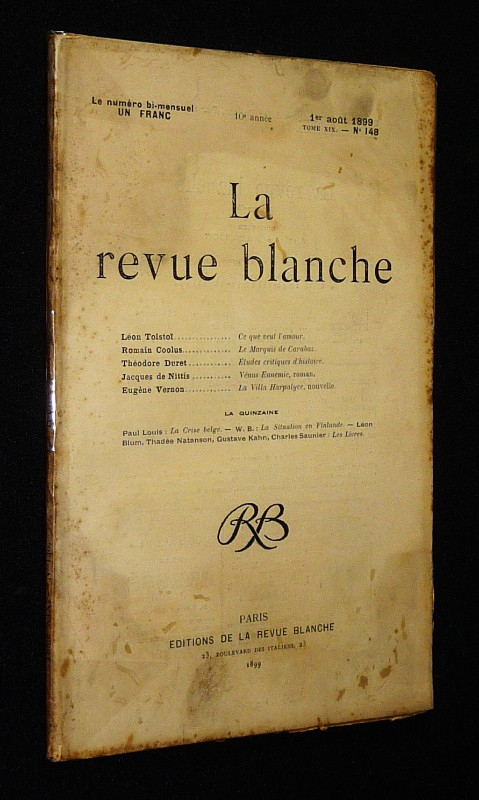 Le numéro bi-mensuel
UN FRANC
10e année
1er août 1899
TOME XIX. — N° 148
La
revue blanche
Léon Tolstoï............... Ce que veut l'amour.
Romain Coolus............. Le Marquis de Carabas.
Théodore Duret........... Etudes critiques d'histoire.
Jacques de Nittis........... Vénus Ennemie, roman.
Eugène Vernon............ La Villa Harpalyce, nouvelle.
LA QUINZAINE
Paul Louis : La Crise belge. — W. B. : La Situation en Finlande. — Léon
Blum, Thadée Natanson, Gustave Kahn, Charles Saunier : Les Livres.
RB
PARIS
EDITIONS DE LA REVUE BLANCHE
23, BOULEVARD DES ITALIENS, 23
1899